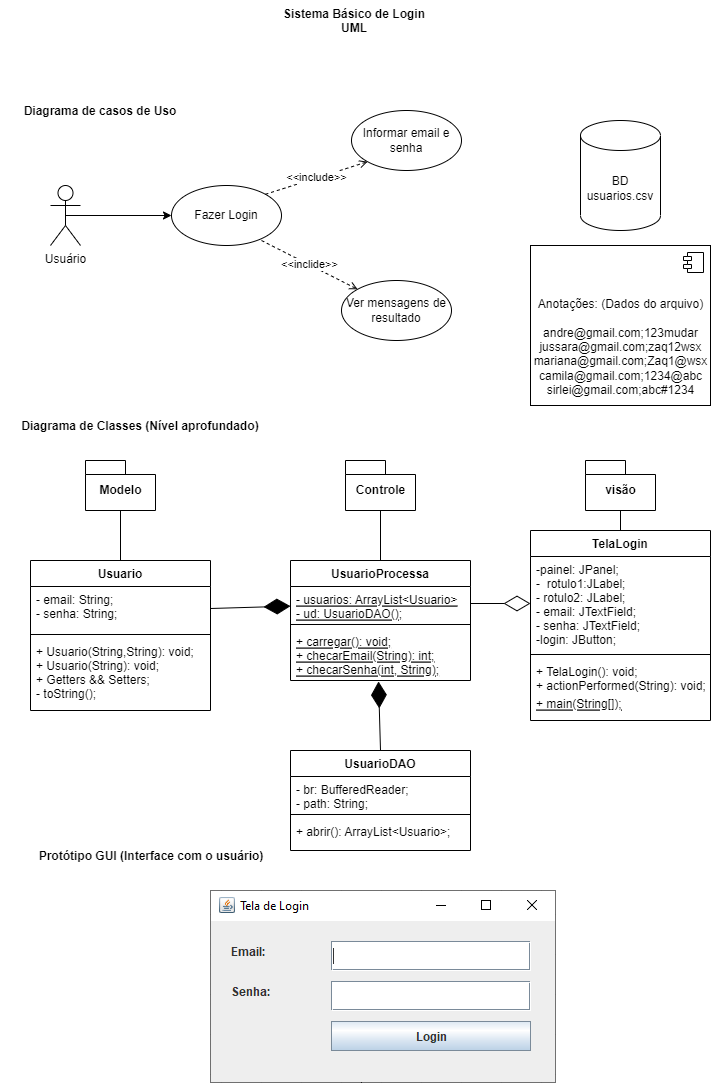 Sistema Básico de Login
UML
Diagrama de casos de Uso
Informar email e
senha
<<include>>
Fazer Login
Usuário
<<inclide>>
Ver mensagens de
resultado
BD
usuarios.csv
Anotações: (Dados do arquivo)
andre@gmail.com;123mudar
jussara@gmail.com;zaq12wsx
mariana@gmail.com;Zaq1@wsx
camila@gmail.com;1234@abc
sirlei@gmail.com;abc#1234
Diagrama de Classes (Nível aprofundado)
Modelo
Usuario
- email: String;
- senha: String;
+ Usuario(String,String): void;
+ Usuario(String): void;
+ Getters && Setters;
- toString();
Controle
UsuarioProcessa
- usuarios: ArrayList<Usuario>
- ud: UsuarioDAO();
+ carregar(): void;
+ checarEmail(String): int;
+ checarSenha(int, String);
visão
TelaLogin
-painel: JPanel;
- rotulo1:JLabel;
- rotulo2: JLabel;
- email: JTextField;
- senha: JTextField;
-login: JButton;
+ TelaLogin(): void;
+ actionPerformed(String): void;
+ main(String[]);
UsuarioDAO
- br: BufferedReader;
- path: String;
+ abrir(): ArrayList<Usuario>;
Protótipo GUI (Interface com o usuário)
Tela de Login
Email:
Senha:
Login